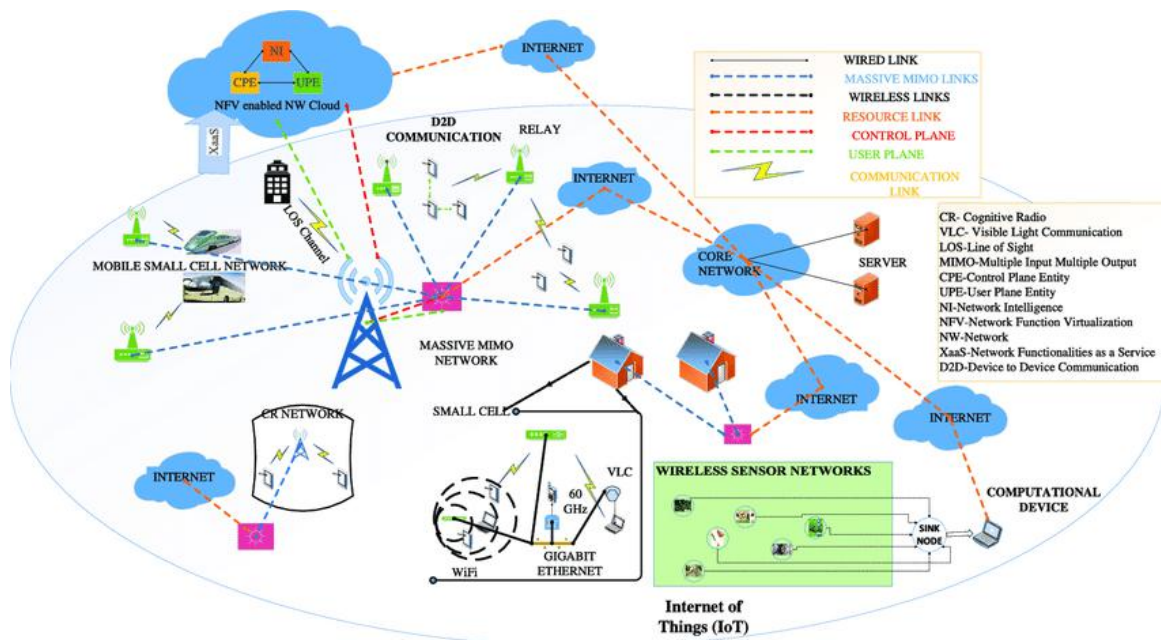 NI
CPE
UPE
NFV enabled NW Cloud
XaaS
INTERNET
WIRED LINK
MASSIVE MIMO LINKS
WIRELESS LINKS
RESOURCE LINK
CONTROL PLANE
USER PLANE
COMMUNICATION
LINK
D2D
COMMUNICATION
RELAY
LOS Channel
INTERNET
MOBILE SMALL CELL NETWORK
CORE
NETWORK
SERVER
CR- Cognitive Radio
VLC- Visible Light Communication
LOS-Line of Sight
MIMO-Multiple Input Multiple Output
CPE-Control Plane Entity
UPE-User Plane Entity
NI-Network Intelligence
NFV-Network Function Virtualization
NW-Network
XaaS-Network Functionalities as a Service
D2D-Device to Device Communication
MASSIVE MIMO
NETWORK
SMALL CELL
CR NETWORK
INTERNET
INTERNET
INTERNET
VLC
60
GHz
WiFi
GIGABIT
ETHERNET
WIRELESS SENSOR NETWORKS
SINK
NODE
COMPUTATIONAL
DEVICE
Internet of
Things (IoT)